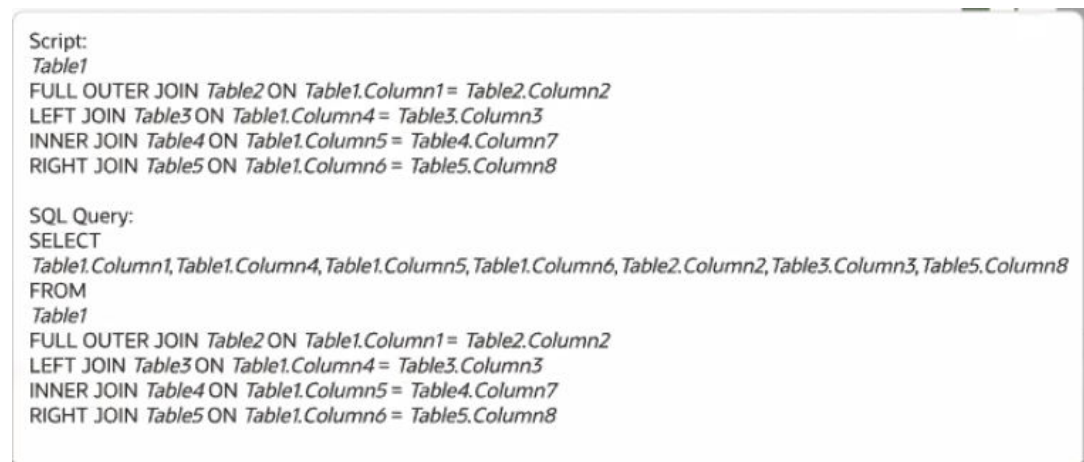 Script:
Table1
FULL OUTER JOIN Table2 ON Table1.Column1 = Table2.Column2
LEFT JOIN Table3 ON Table1.Column4 = Table3.Column3
INNER JOIN Table4 ON Table1.Column5 = Table4.Column7
RIGHT JOIN Table5 ON Table1.Column6 = Table5.Column8
SQL Query:
SELECT
Table1.Column1, Table1.Column4, Table1.Column5, Table1.Column6, Table2.Column2, Table3.Column3, Table5.Column8
FROM
Table1
FULL OUTER JOIN Table2 ON Table1.Column1 = Table2.Column2
LEFT JOIN Table3 ON Table1.Column4 = Table3.Column3
INNER JOIN Table4 ON Table1.Column5 = Table4.Column7
RIGHT JOIN Table5 ON Table1.Column6 = Table5.Column8